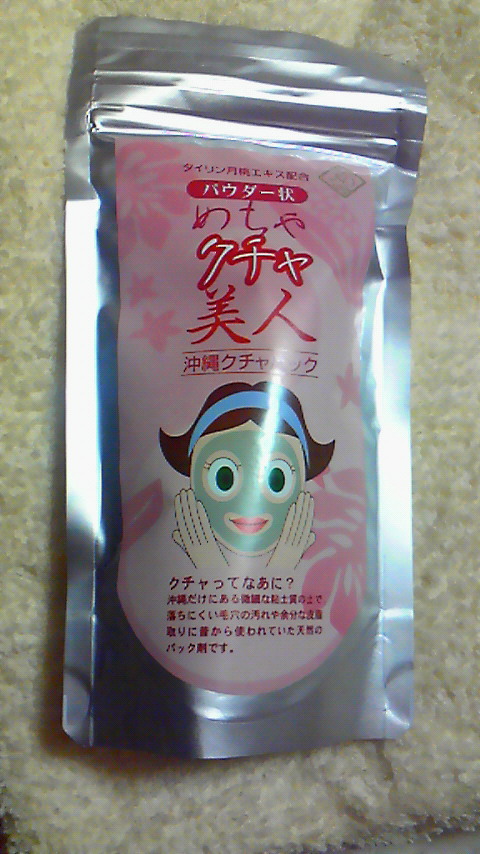 タイリン月桃エキス配合
パウダー状
めちゃ
クチャ
美人
沖縄クチャパック
クチャってなあに?
沖縄だけにある微細な粘土質の土で
落ちにくい毛穴の汚れや余分な皮脂
取りに昔から使われていた天然の
パック剤です。